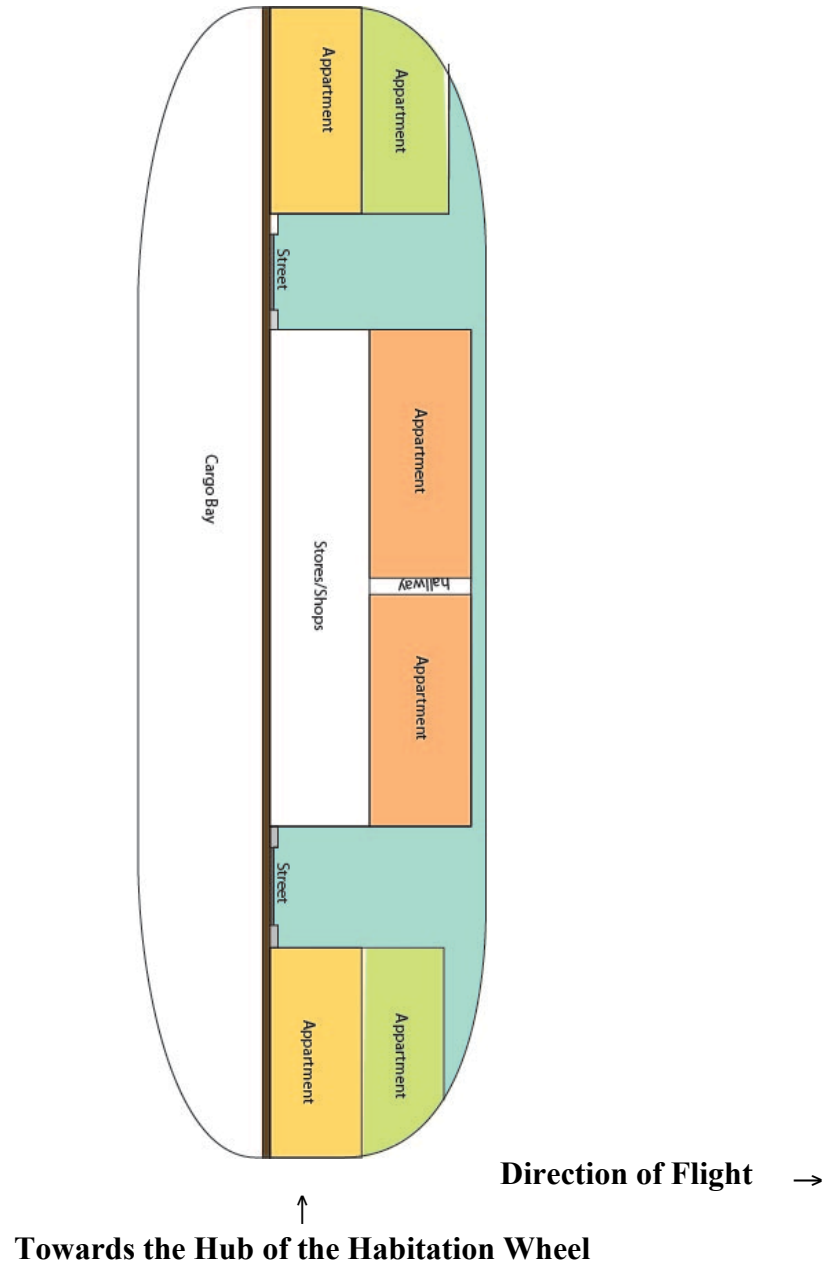 Appartment
Appartment
Street
Appartment
Cargo Bay
Stores/Shops
hallway
Appartment
Street
Appartment
Appartment
Direction of Flight →
↑
Towards the Hub of the Habitation Wheel